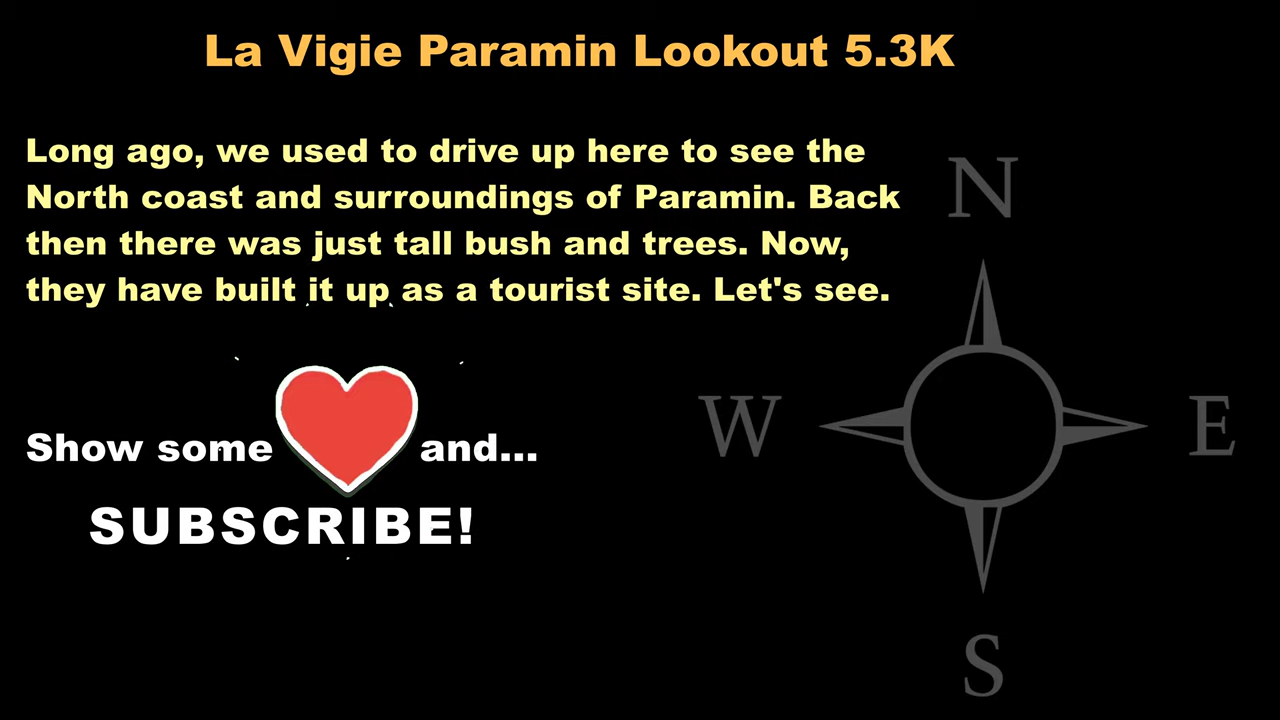 La Vigie Paramin Lookout 5.3K
Long ago, we used to drive up here to see the
North coast and surroundings of Paramin. Back
then there was just tall bush and trees. Now,
they have built it up as a tourist site. Let's see.
Show some and...
SUBSCRIBE!
N
W E
S